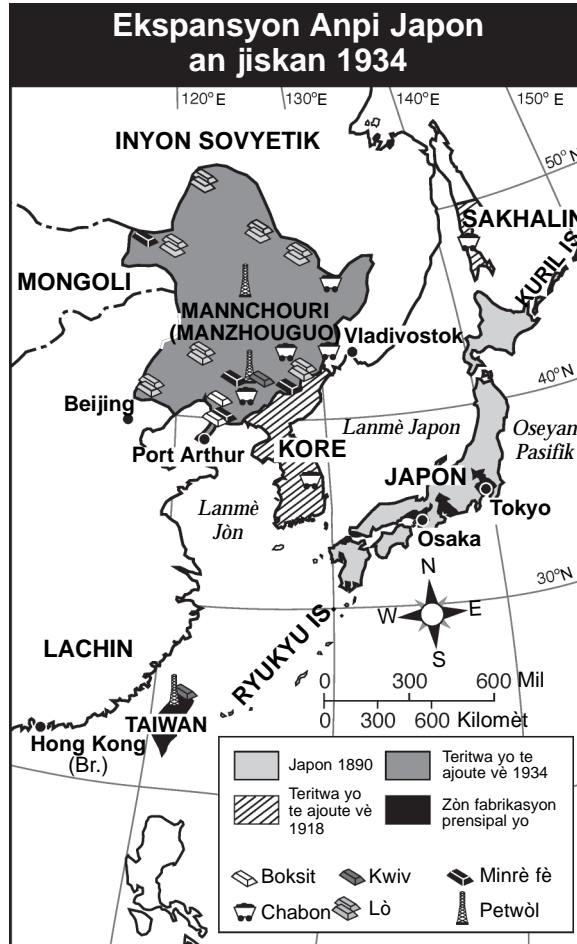 Ekspansyon Anpi Japon
an jiskan 1934
120°E
130°E
140°E
150° E
INYON SOVYETIK
50° N
SAKHALIN
KURIL IS.
MONGOLI
MANNCHOURI
(MANZHOUGUO)
Vladivostok
40°N
Beijing
Lanmè Japon
Oseyan
Pasifik
Port Arthur
KORE
JAPON
Tokyo
Lanmè
Jòn
Osaka
N
30°N
W
E
S
LACHIN
RYUKYU IS.
0 300 600 Mil
0 300 600 Kilomèt
TAIWAN
Hong Kong
(Br.)
Japon 1890
Teritwa yo te
ajoute vè 1934
Teritwa yo
te ajoute vè
1918
Zòn fabrikasyon
prensipal yo
Boksit
Kwiv
Minrè fè
Chabon
Lò
Petwòl